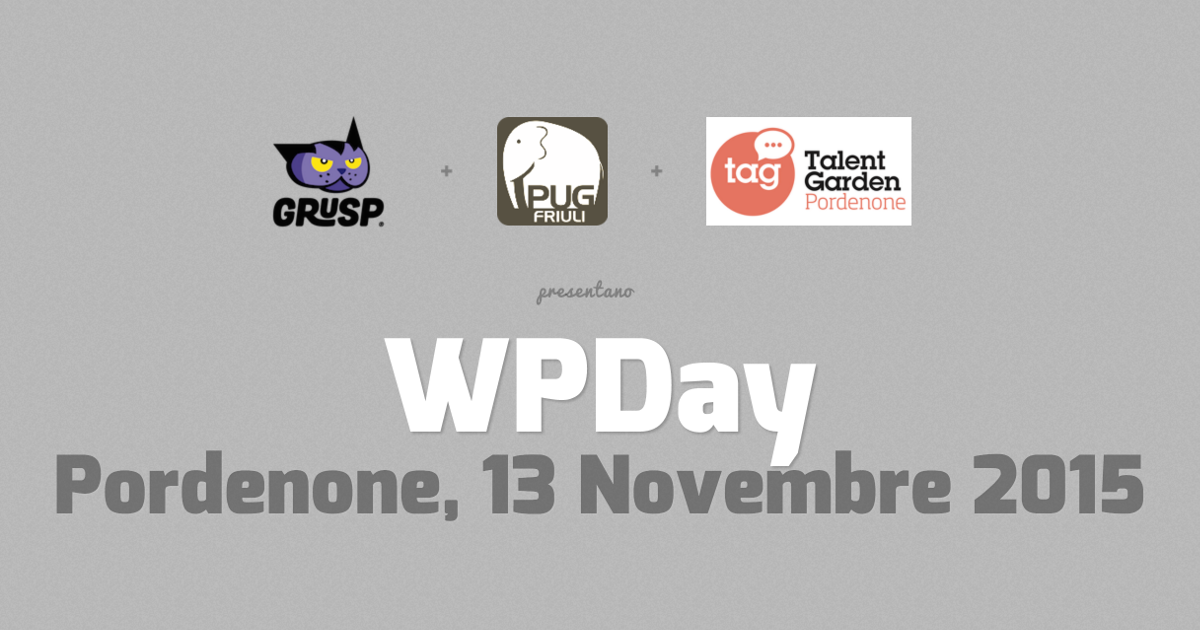 GRUSP
+
PUG
FRIULI
+
tag
Talent
Garden
Pordenone
presentano
WPDay
Pordenone, 13 Novembre 2015